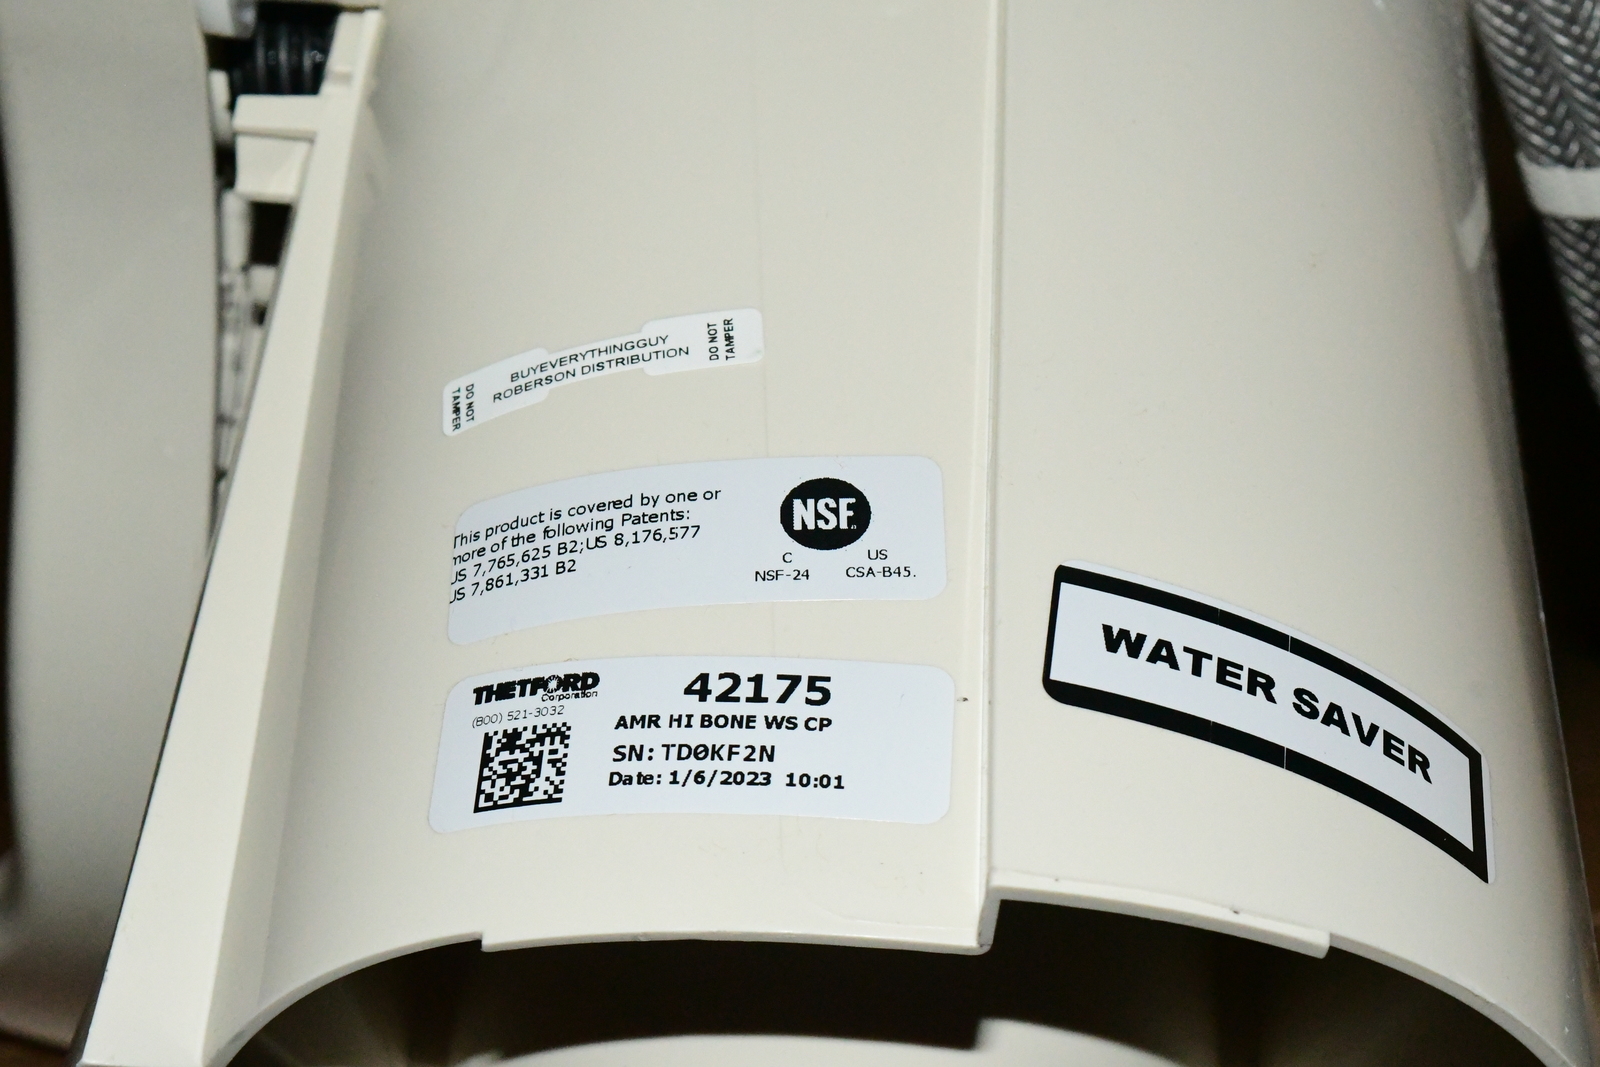 DO NOT
TAMPER
BUYEVERYTHINGGUY
ROBERSON DISTRIBUTION
DO NOT
TAMPER
This product is covered by one or
more of the following Patents:
US 7,765,625 B2;US 8,176,577
US 7,861,331 B2
NSF
C US
NSF-24 CSA-B45.
THETFORD
Corporation
(800) 521-3032
42175
AMR HI BONE WS CP
SN: TD0KF2N
Date: 1/6/2023 10:01
WATER SAVER